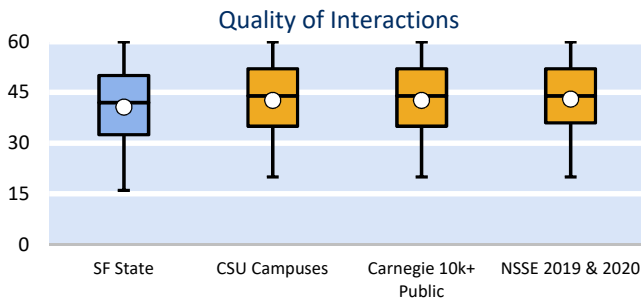 Quality of Interactions
60
45
30
15
0
SF State
CSU Campuses
Carnegie 10k+
Public
NSSE 2019 & 2020